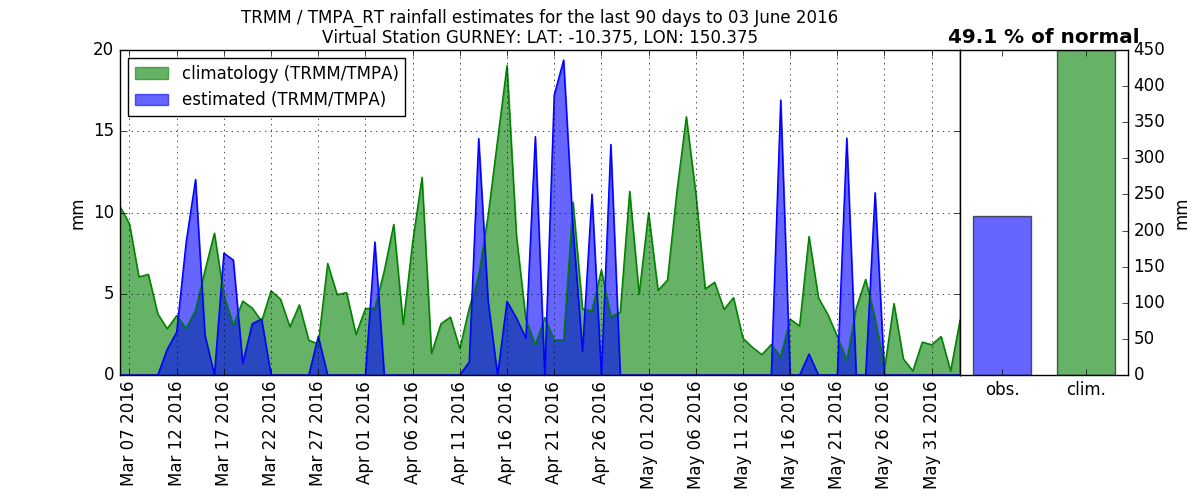 TRMM / TMPA_RT rainfall estimates for the last 90 days to 03 June 2016
Virtual Station GURNEY: LAT: -10.375, LON: 150.375
49.1 % of normal
climatology (TRMM/TMPA)
estimated (TRMM/TMPA)
20
15
10
5
0
mm
Mar 07 2016
Mar 12 2016
Mar 17 2016
Mar 22 2016
Mar 27 2016
Apr 01 2016
Apr 06 2016
Apr 11 2016
Apr 16 2016
Apr 21 2016
Apr 26 2016
May 01 2016
May 06 2016
May 11 2016
May 16 2016
May 21 2016
May 26 2016
May 31 2016
obs.
clim.
450
400
350
300
250
200
150
100
50
0
mm